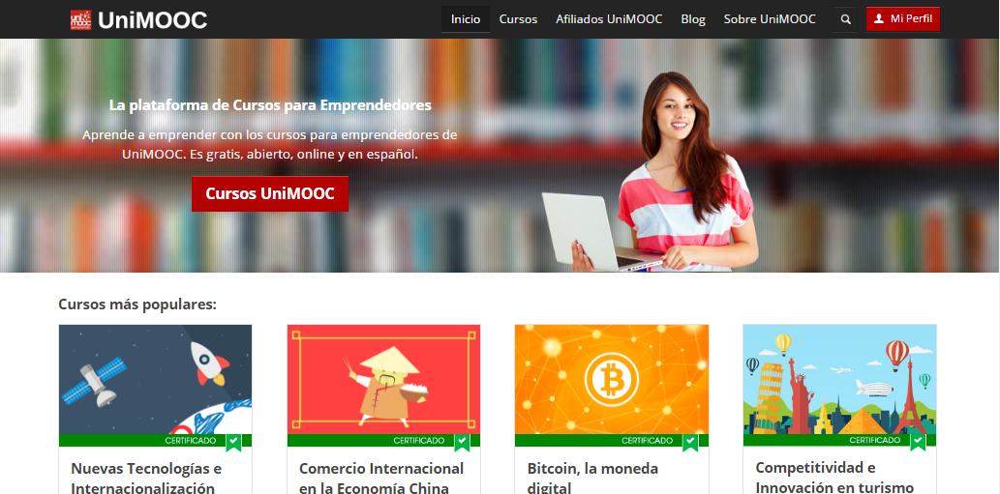 uni mooc UniMOOC
Inicio Cursos Afiliados UniMOOC Blog Sobre UniMOOC Mi Perfil
La plataforma de Cursos para Emprendedores
Aprende a emprender con los cursos para emprendedores de
UniMOOC. Es gratis, abierto, online y en español.
Cursos UniMOOC
Cursos más populares:
CERTIFICADO CERTIFICADO CERTIFICADO CERTIFICADO
Nuevas Tecnologías e
Internacionalización
Comercio Internacional
en la Economía China
Bitcoin, la moneda
digital
Competitividad e
Innovación en turismo